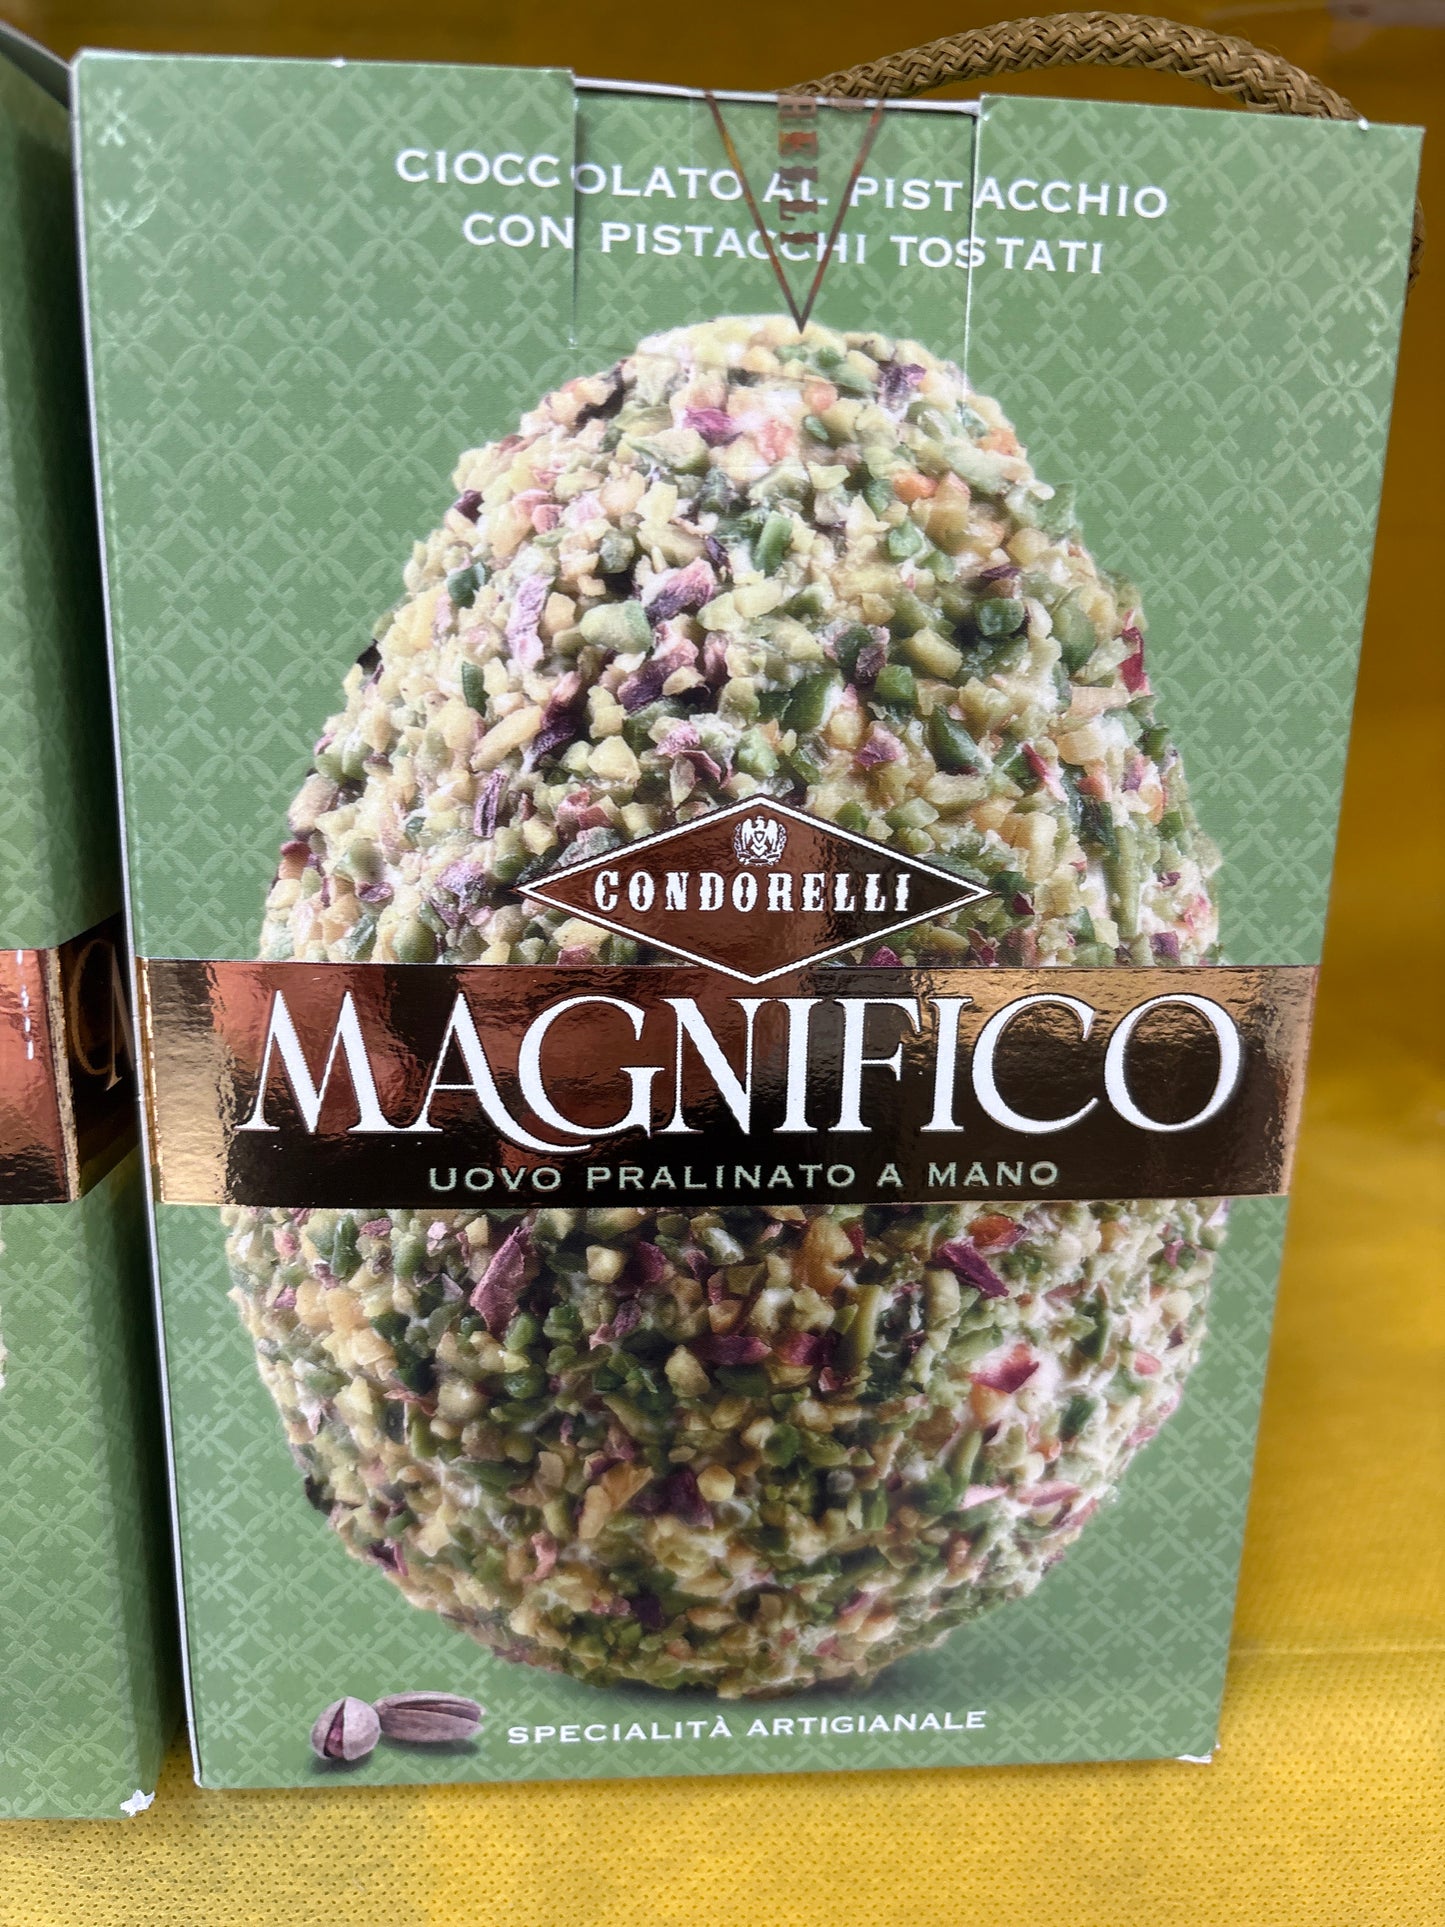 CIOCCOLATO AL PISTACCHIO
CON PISTACCHI TOSTATI
CONDORELLI
MAGNIFICO
UOVO PRALINATO A MANO
SPECIALITÀ ARTIGIANALE